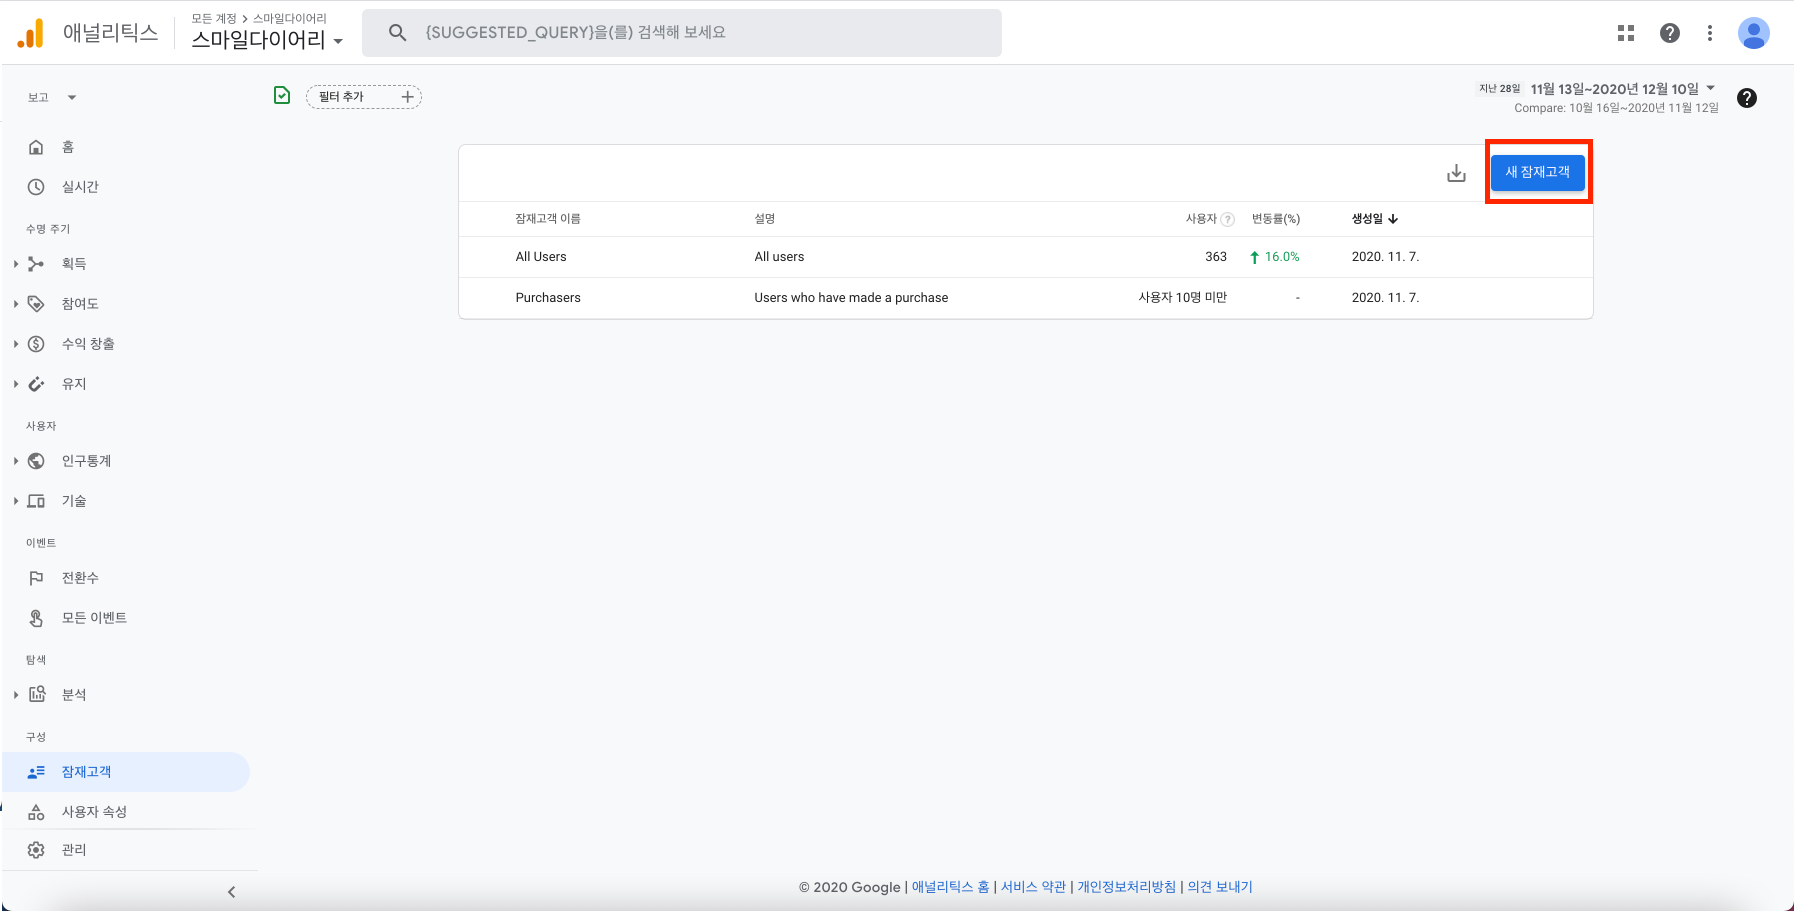 애널리틱스
모든 계정 > 스마일다이어리
스마일다이어리
{SUGGESTED_QUERY}을(를) 검색해 보세요
보고
홈
실시간
수명 주기
획득
참여도
수익 창출
유지
사용자
인구통계
기술
이벤트
전환수
모든 이벤트
탐색
분석
구성
잠재고객
사용자 속성
관리
필터 추가
지난 28일 11월 13일~2020년 12월 10일
Compare: 10월 16일~2020년 11월 12일
새 잠재고객
잠재고객 이름 설명 사용자 변동률(%) 생성일
All Users All users 363 16.0% 2020. 11. 7.
Purchasers Users who have made a purchase 사용자 10명 미만 - 2020. 11. 7.
© 2020 Google | 애널리틱스 홈 | 서비스 약관 | 개인정보처리방침 | 의견 보내기